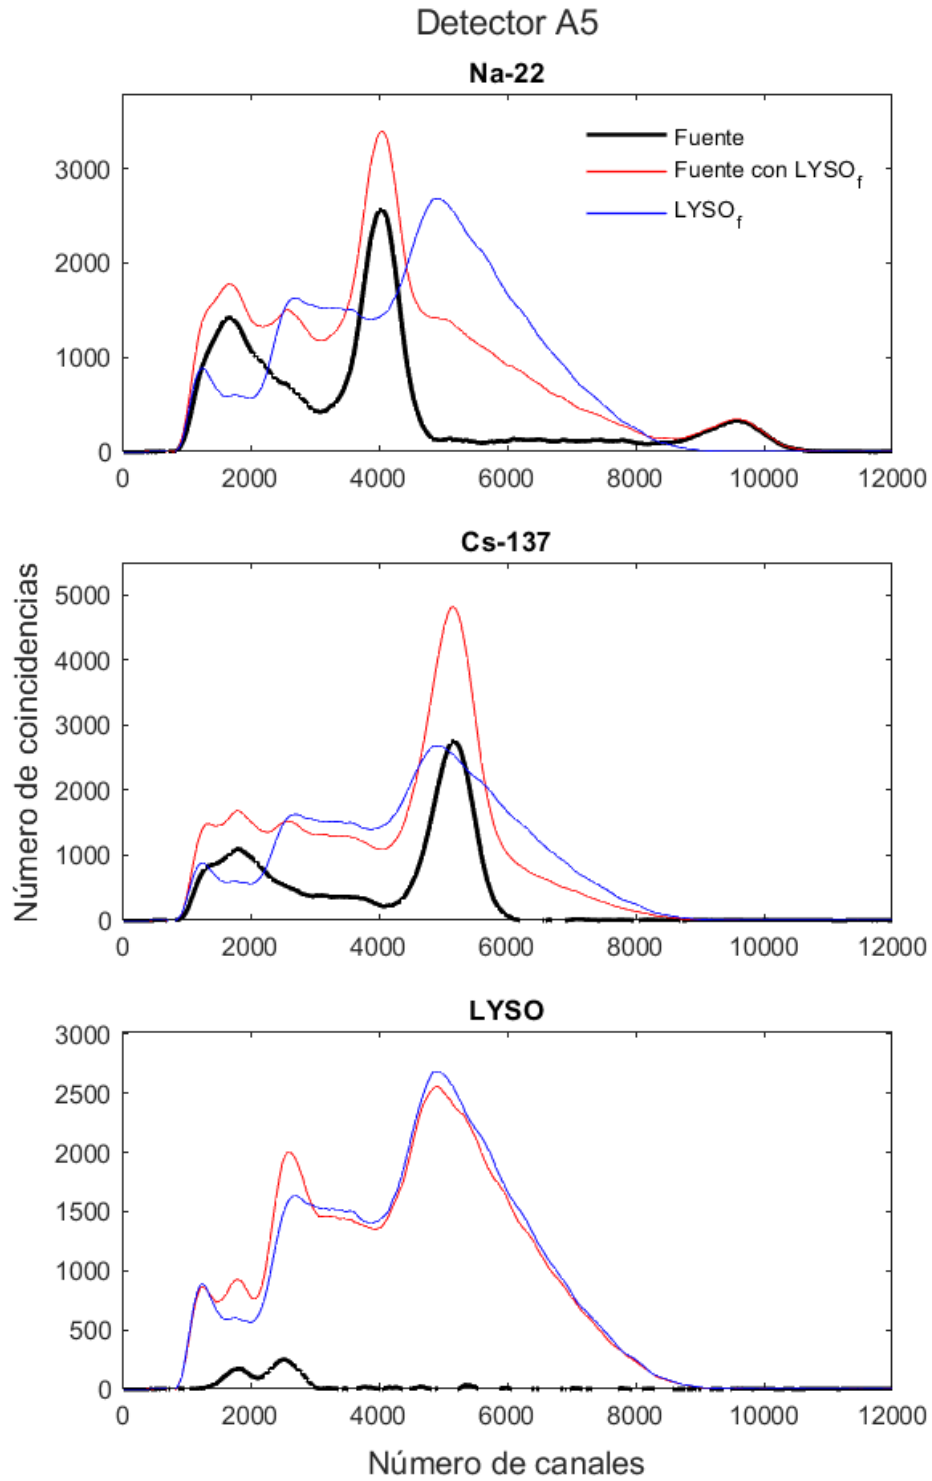 Detector A5
Na-22
Fuente
Fuente con LYSOf
LYSOf
3000
2000
1000
0
0 2000 4000 6000 8000 10000 12000
Cs-137
Número de coincidencias
5000
4000
3000
2000
1000
0
0 2000 4000 6000 8000 10000 12000
LYSO
3000
2500
2000
1500
1000
500
0
0 2000 4000 6000 8000 10000 12000
Número de canales